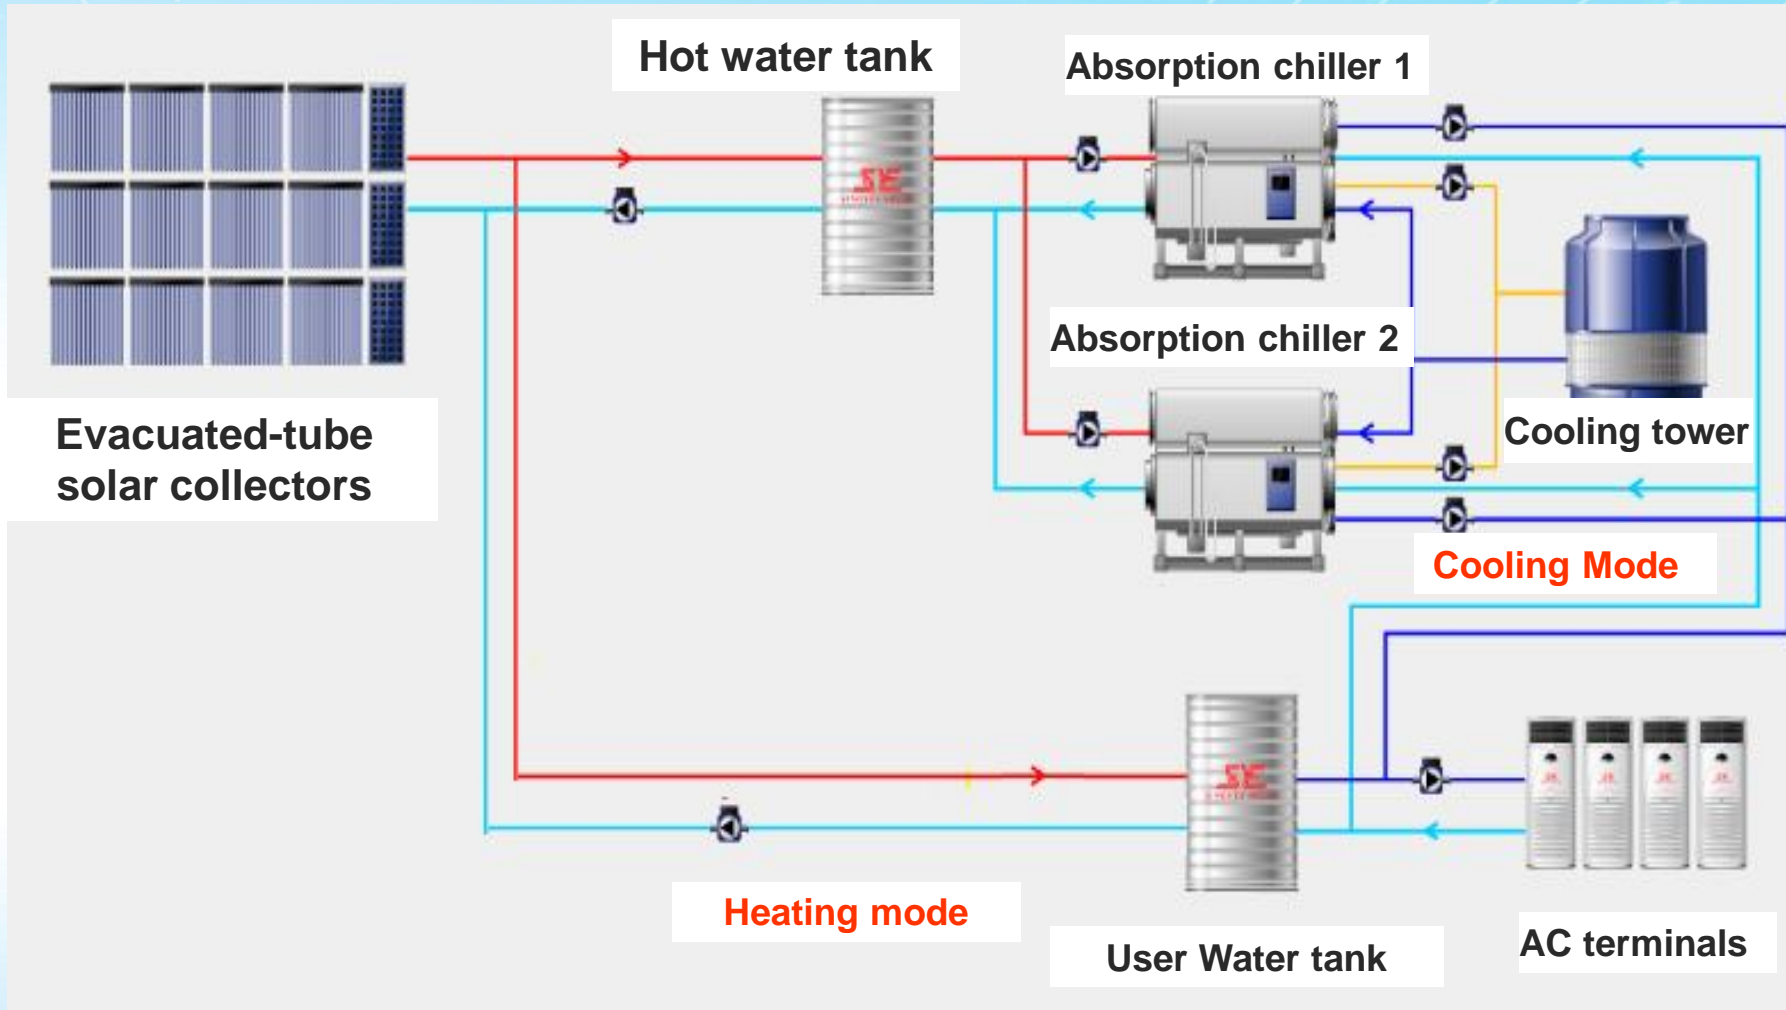 Hot water tank
Absorption chiller 1
Absorption chiller 2
Evacuated-tube
solar collectors
Cooling tower
Cooling Mode
Heating mode
User Water tank
AC terminals